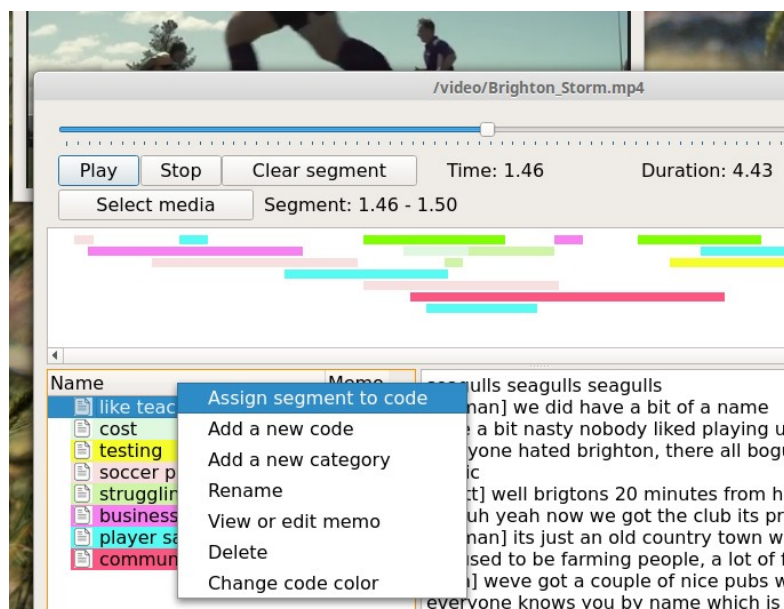 /video/Brighton_Storm.mp4
Play Stop Clear segment Time: 1.46 Duration: 4.43
Select media Segment: 1.46 - 1.50
Name Memo
like teac
cost
testing
soccer p
strugglin
business
player sa
commun
Assign segment to code
Add a new code
Add a new category
Rename
View or edit memo
Delete
Change code color
seagulls seagulls seagulls
man] we did have a bit of a name
a bit nasty nobody liked playing u
yone hated brighton, there all bogu
ic
tt] well brigtons 20 minutes from h
uh yeah now we got the club its pr
man] its just an old country town w
used to be farming people, a lot of f
] weve got a couple of nice pubs w
everyone knows you by name which is